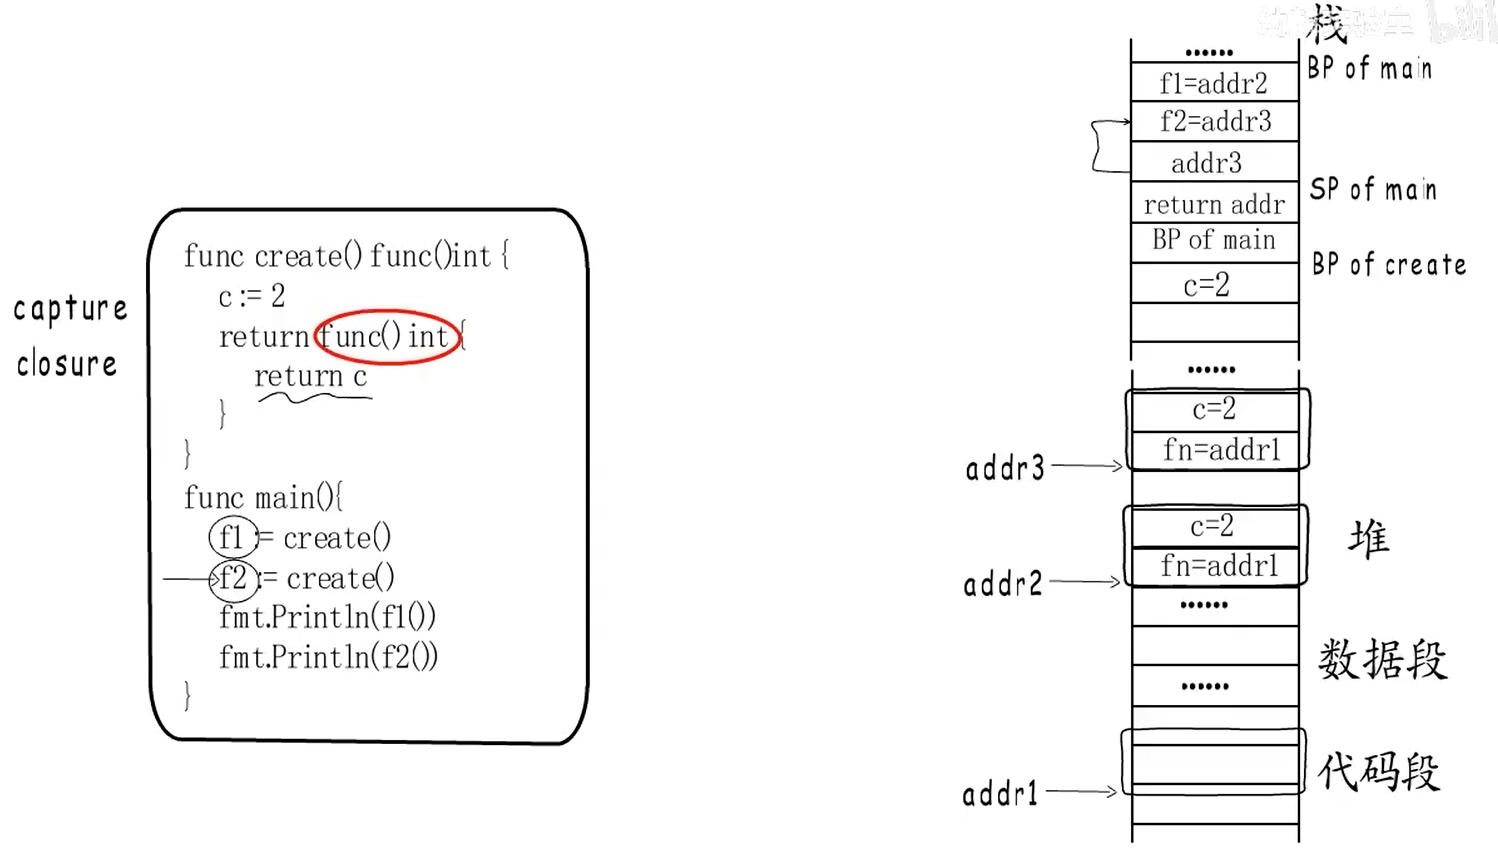 capture
closure
func create() func()int {
c := 2
return func() int {
return c
}
}
func main(){
f1 := create()
f2 := create()
fmt.Println(f1())
fmt.Println(f2())
}
栈
......
BP of main
f1=addr2
f2=addr3
addr3
SP of main
return addr
BP of main
BP of create
c=2
......
c=2
fn=addr1
addr3
c=2
堆
fn=addr1
addr2
......
数据段
......
代码段
addr1